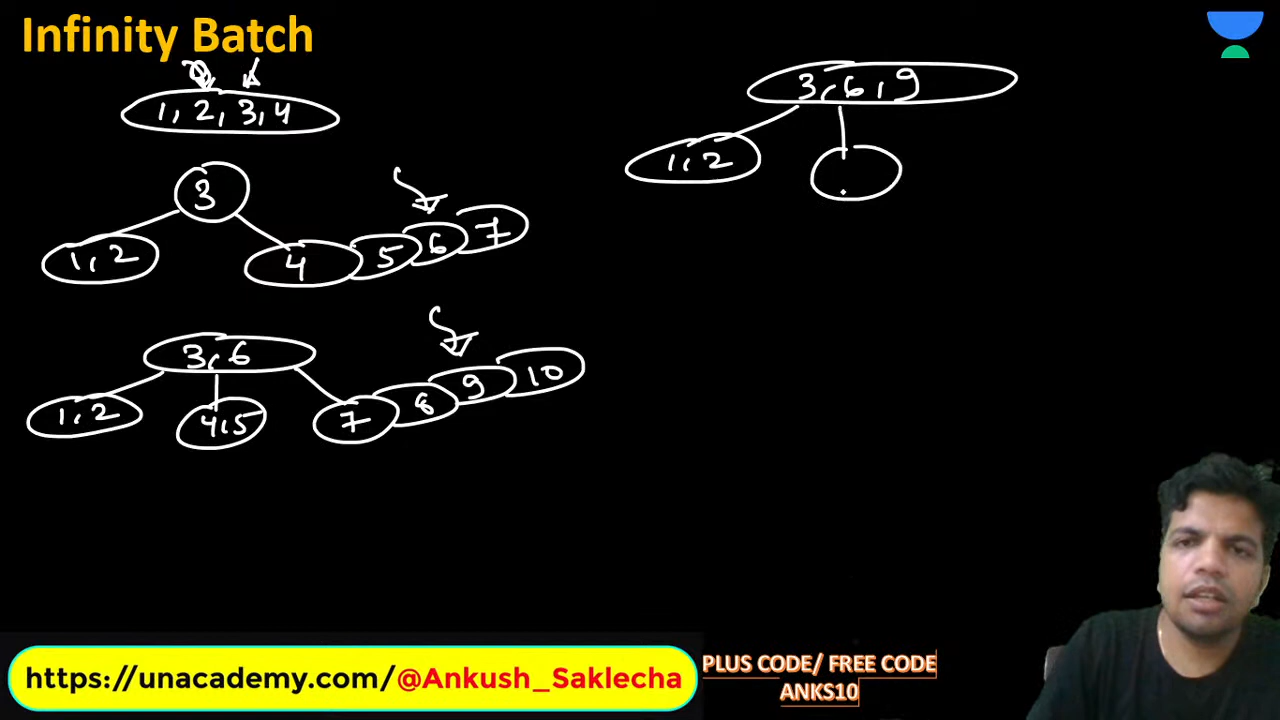 Infinity Batch
1, 2, 3, 4
3
1, 2
4
5
6
7
3, 6
1, 2
4, 5
7
8
9
10
3, 6, 9
1, 2
https://unacademy.com/@Ankush_Saklecha
PLUS CODE/ FREE CODE
ANKS10